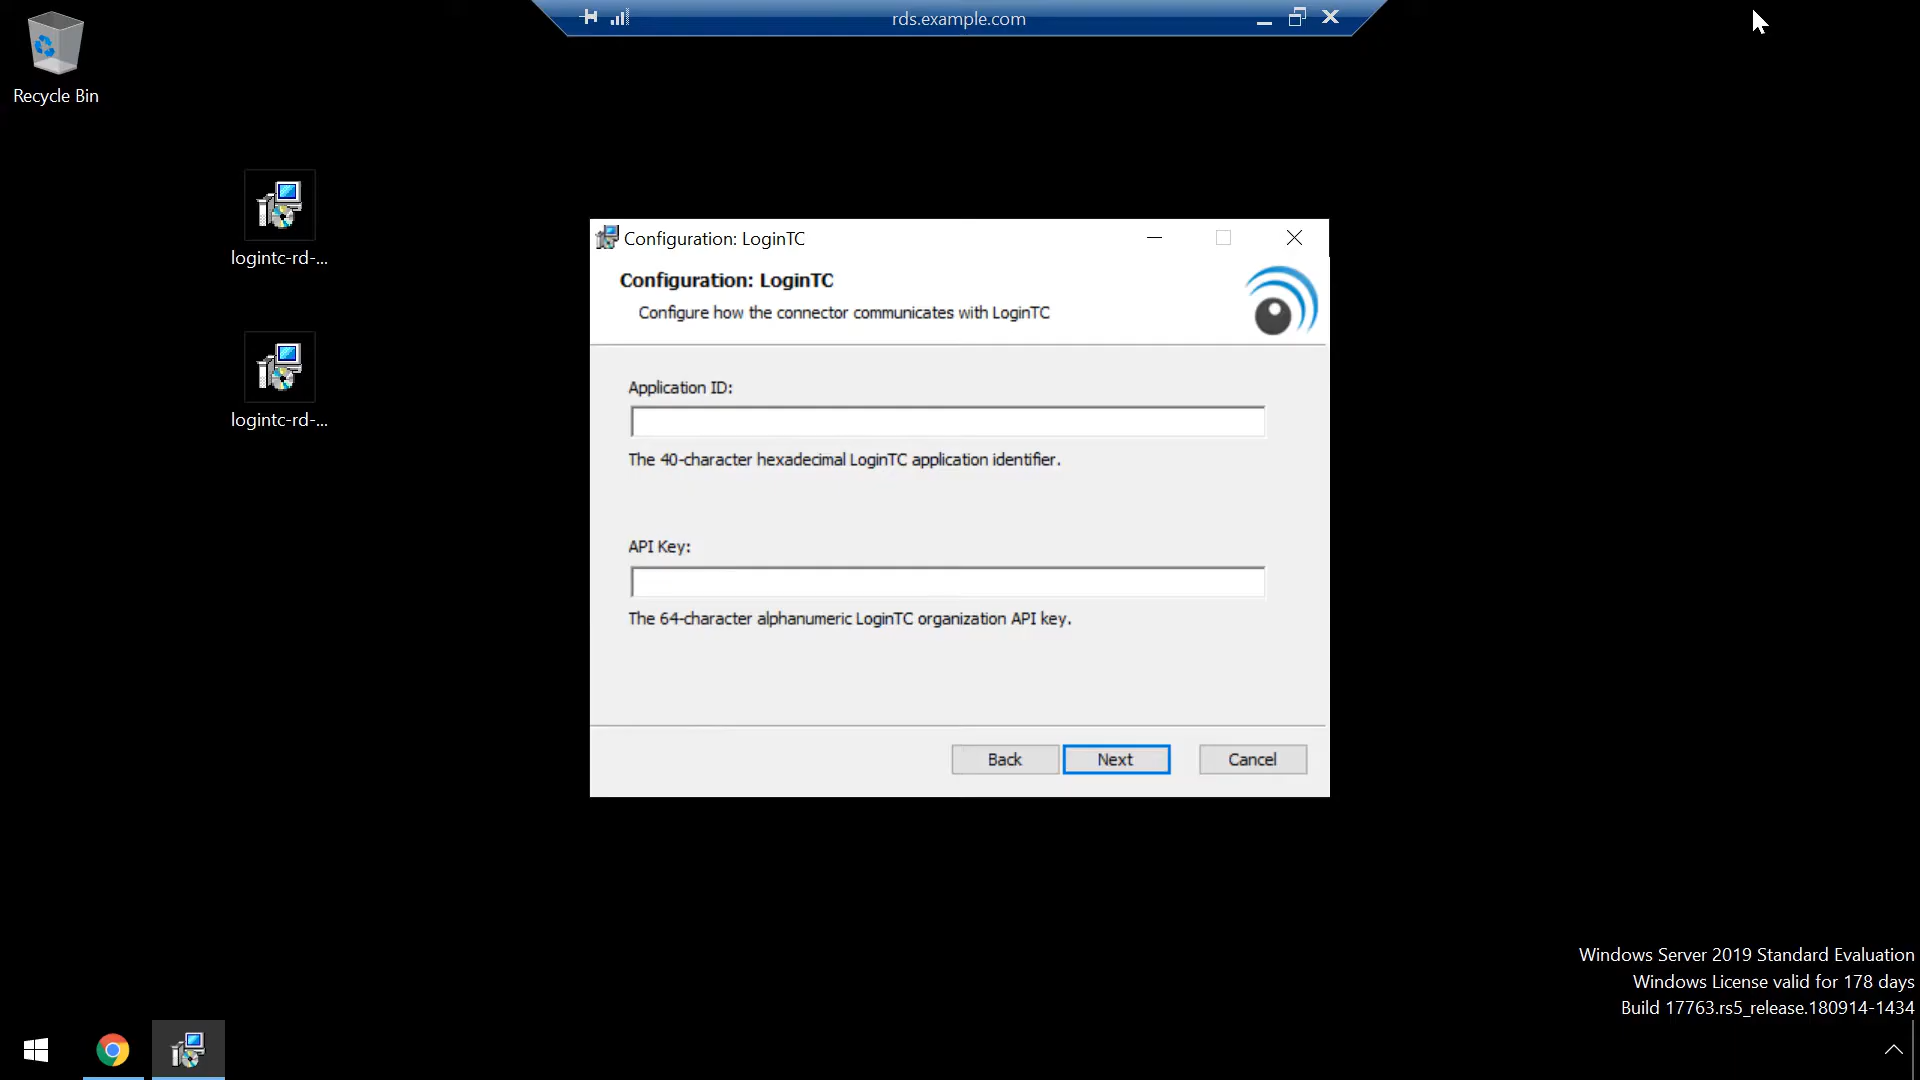 rds.example.com
Recycle Bin
logintc-rd-...
logintc-rd-...
Configuration: LoginTC
Configuration: LoginTC
Configure how the connector communicates with LoginTC
Application ID:
The 40-character hexadecimal LoginTC application identifier.
API Key:
The 64-character alphanumeric LoginTC organization API key.
Back
Next
Cancel
Windows Server 2019 Standard Evaluation
Windows License valid for 178 days
Build 17763.rs5_release.180914-1434